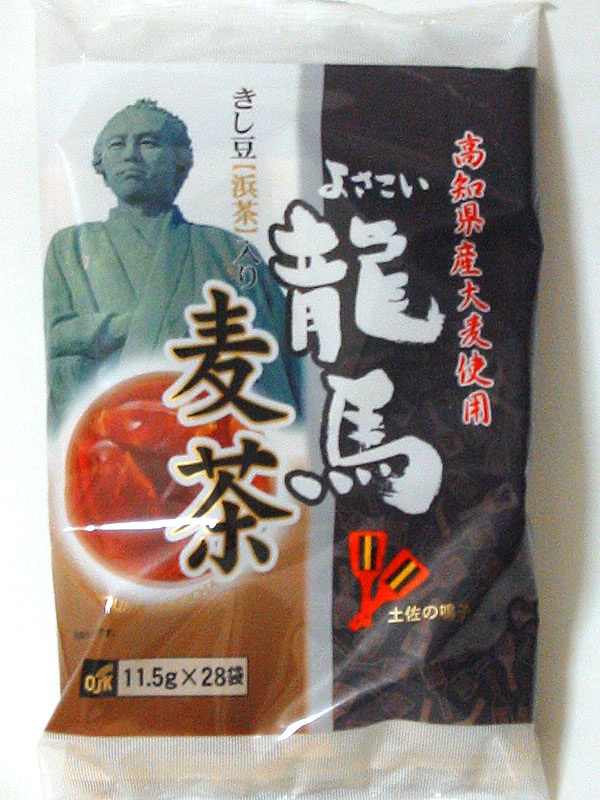 高知県産大麦使用
よさこい
龍馬
きし豆【浜茶】入り
麦茶
土佐の鳴子
OSK
11.5g×28袋